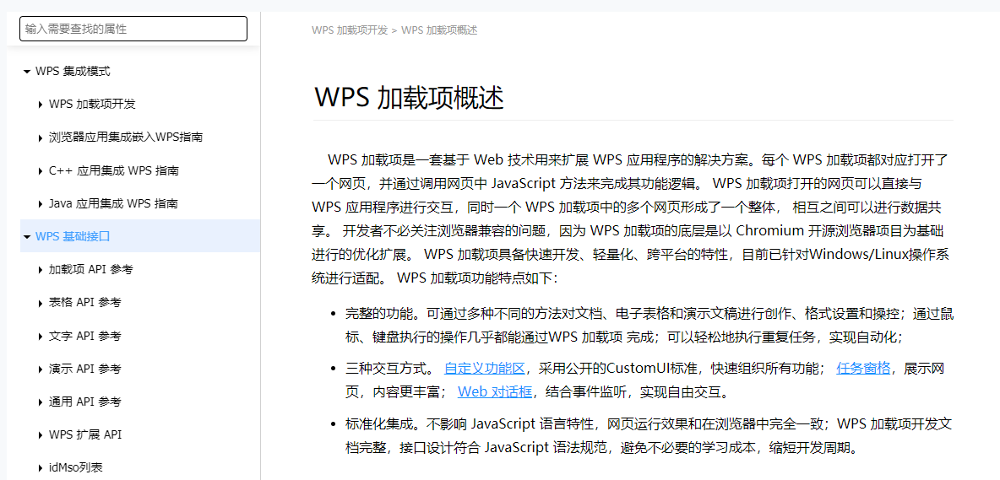 输入需要查找的属性
WPS 集成模式
WPS 加载项开发
浏览器应用集成嵌入WPS指南
C++ 应用集成 WPS 指南
Java 应用集成 WPS 指南
WPS 基础接口
加载项 API 参考
表格 API 参考
文字 API 参考
演示 API 参考
通用 API 参考
WPS 扩展 API
idMso列表
WPS 加载项开发 > WPS 加载项概述
WPS 加载项概述
WPS 加载项是一套基于 Web 技术用来扩展 WPS 应用程序的解决方案。每个 WPS 加载项都对应打开了
一个网页，并通过调用网页中 JavaScript 方法来完成其功能逻辑。 WPS 加载项打开的网页可以直接与
WPS 应用程序进行交互，同时一个 WPS 加载项中的多个网页形成了一个整体， 相互之间可以进行数据共
享。 开发者不必关注浏览器兼容的问题，因为 WPS 加载项的底层是以 Chromium 开源浏览器项目为基础
进行的优化扩展。 WPS 加载项具备快速开发、轻量化、跨平台的特性，目前已针对Windows/Linux操作系
统进行适配。 WPS 加载项功能特点如下：
• 完整的功能。可通过多种不同的方法对文档、电子表格和演示文稿进行创作、格式设置和操控；通过鼠
标、键盘执行的操作几乎都能通过WPS 加载项 完成；可以轻松地执行重复任务，实现自动化；
• 三种交互方式。 自定义功能区，采用公开的CustomUI标准，快速组织所有功能； 任务窗格，展示网
页，内容更丰富； Web 对话框，结合事件监听，实现自由交互。
• 标准化集成。不影响 JavaScript 语言特性，网页运行效果和在浏览器中完全一致；WPS 加载项开发文
档完整，接口设计符合 JavaScript 语法规范，避免不必要的学习成本，缩短开发周期。